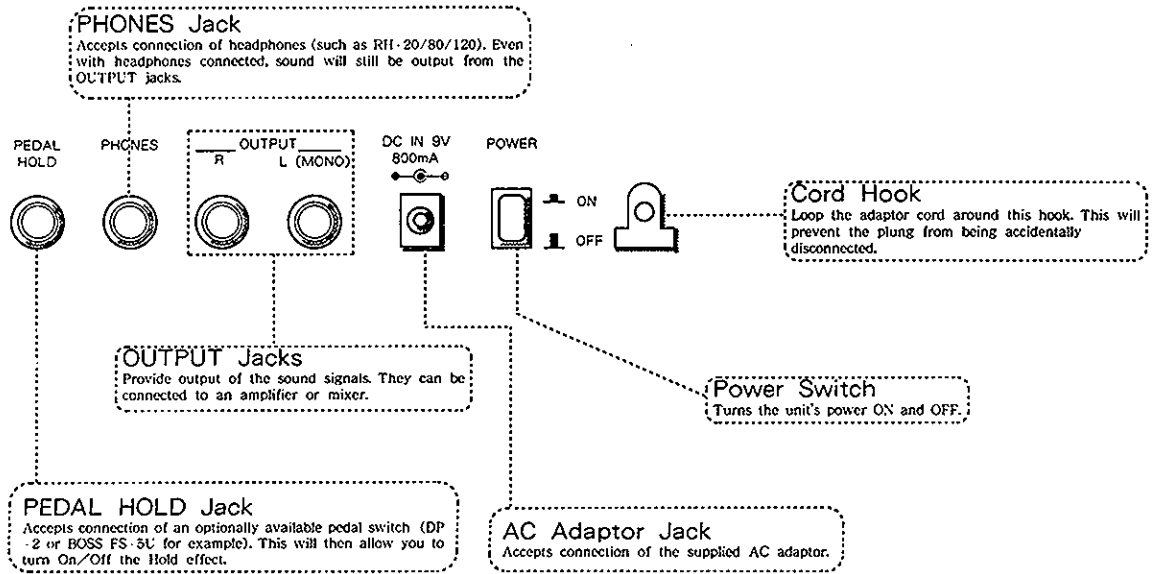 PHONES Jack
Accepts connection of headphones (such as RH-20/80/120). Even
with headphones connected, sound will still be output from the
OUTPUT jacks.
PEDAL
HOLD
PHONES
OUTPUT
R
L (MONO)
DC IN 9V
800mA
POWER
ON
OFF
Cord Hook
Loop the adaptor cord around this hook. This will
prevent the plung from being accidentally
disconnected.
OUTPUT Jacks
Provide output of the sound signals. They can be
connected to an amplifier or mixer.
Power Switch
Turns the unit's power ON and OFF.
PEDAL HOLD Jack
Accepts connection of an optionally available pedal switch (DP
-2 or BOSS FS-5U for example). This will then allow you to
turn On/Off the Hold effect.
AC Adaptor Jack
Accepts connection of the supplied AC adaptor.